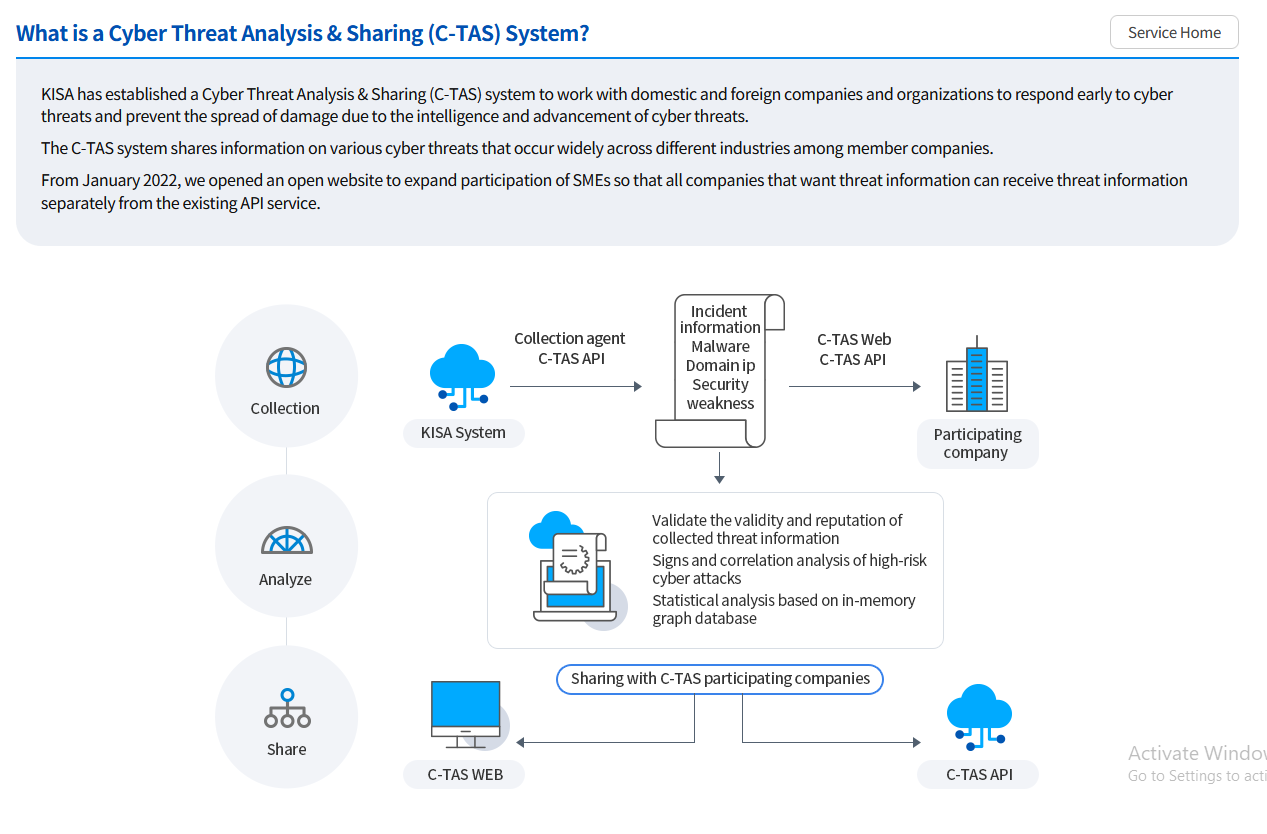 What is a Cyber Threat Analysis & Sharing (C-TAS) System?
Service Home
KISA has established a Cyber Threat Analysis & Sharing (C-TAS) system to work with domestic and foreign companies and organizations to respond early to cyber
threats and prevent the spread of damage due to the intelligence and advancement of cyber threats.
The C-TAS system shares information on various cyber threats that occur widely across different industries among member companies.
From January 2022, we opened an open website to expand participation of SMEs so that all companies that want threat information can receive threat information
separately from the existing API service.
Collection
KISA System
Collection agent
C-TAS API
Incident
information
Malware
Domain ip
Security
weakness
C-TAS Web
C-TAS API
Participating
company
Analyze
Validate the validity and reputation of
collected threat information
Signs and correlation analysis of high-risk
cyber attacks
Statistical analysis based on in-memory
graph database
Share
Sharing with C-TAS participating companies
C-TAS WEB
C-TAS API
Activate Windov
Go to Settings to acti